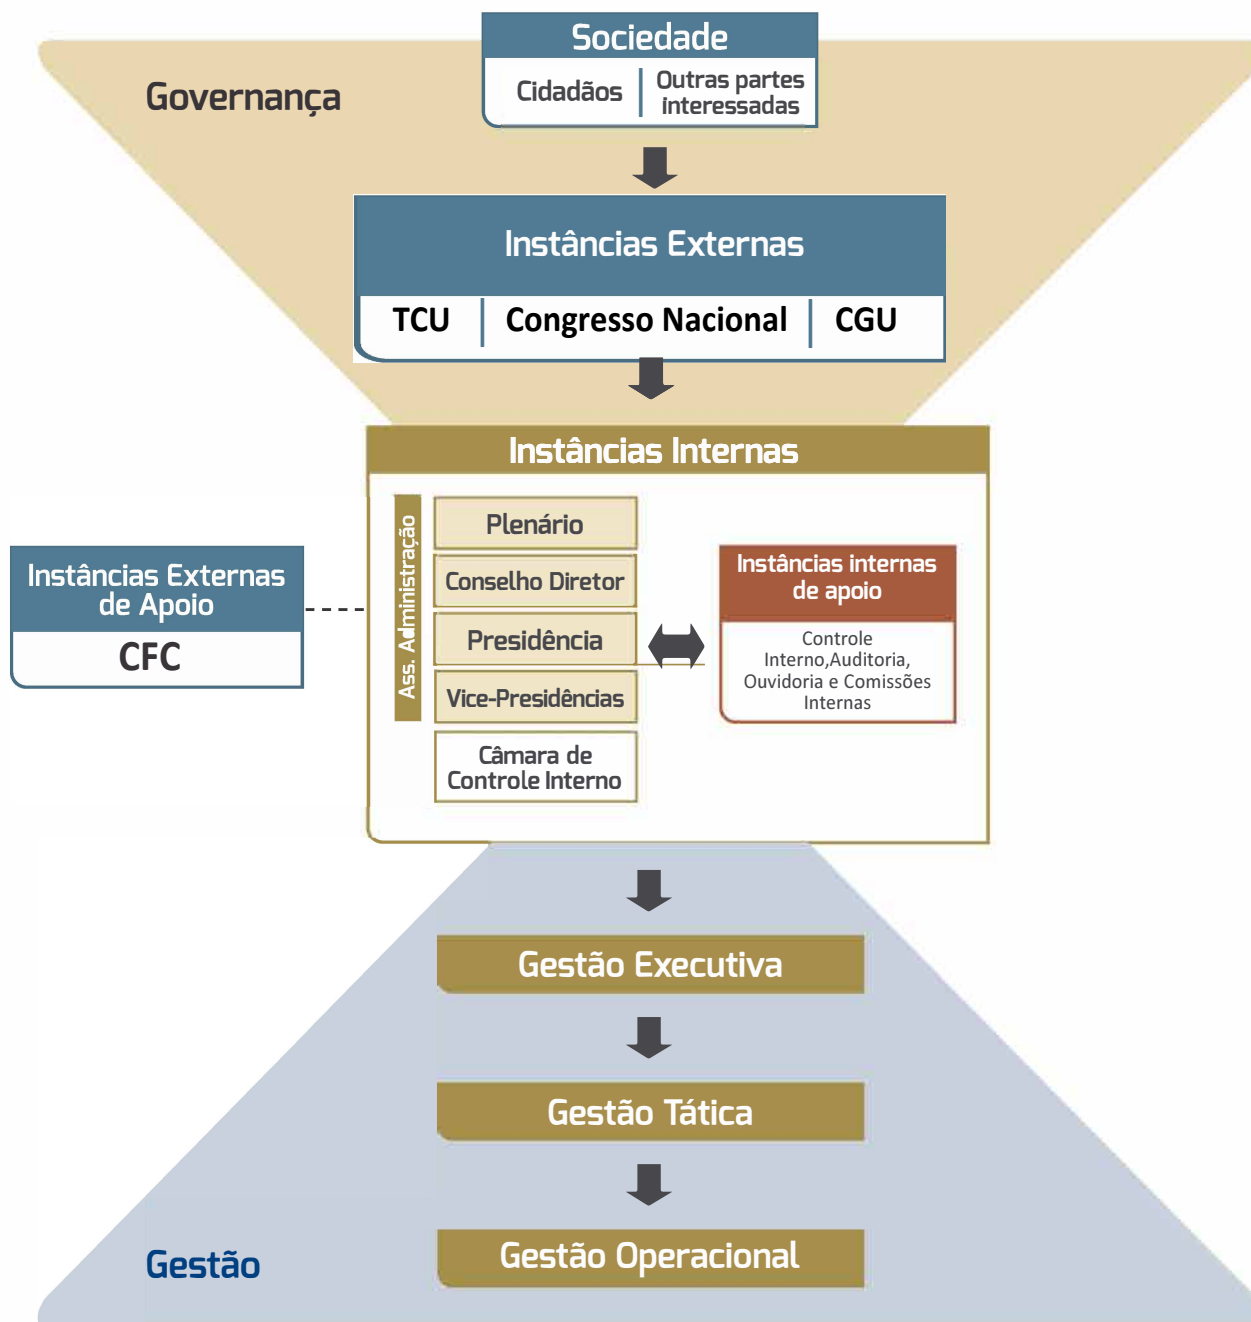 Sociedade
Governança
Cidadãos
Outras partes
interessadas
Instâncias Externas
TCU
Congresso Nacional
CGU
Instâncias Internas
Ass. Administração
Plenário
Conselho Diretor
Presidência
Vice-Presidências
Câmara de
Controle Interno
Instâncias internas
de apoio
Controle
Interno,Auditoria,
Ouvidoria e Comissões
Internas
Instâncias Externas
de Apoio
CFC
Gestão Executiva
Gestão Tática
Gestão Operacional
Gestão